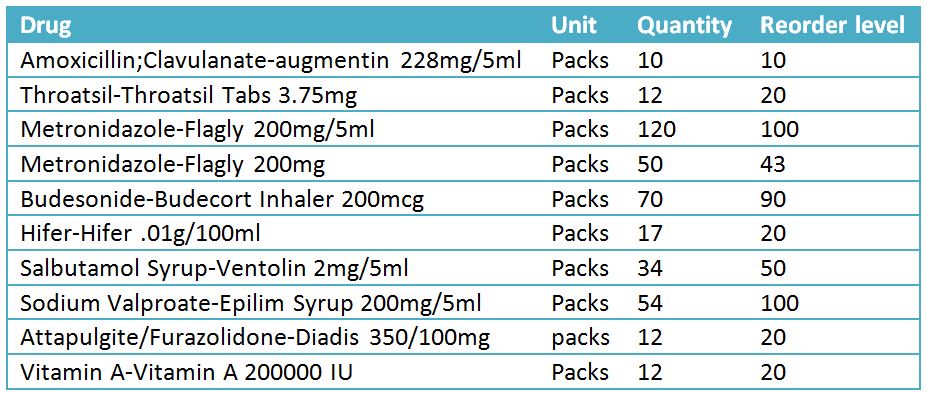 Drug Unit Quantity Reorder level
Amoxicillin;Clavulanate-augmentin 228mg/5ml Packs 10 10
Throatsil-Throatsil Tabs 3.75mg Packs 12 20
Metronidazole-Flagly 200mg/5ml Packs 120 100
Metronidazole-Flagly 200mg Packs 50 43
Budesonide-Budecort Inhaler 200mcg Packs 70 90
Hifer-Hifer .01g/100ml Packs 17 20
Salbutamol Syrup-Ventolin 2mg/5ml Packs 34 50
Sodium Valproate-Epilim Syrup 200mg/5ml Packs 54 100
Attapulgite/Furazolidone-Diadis 350/100mg packs 12 20
Vitamin A-Vitamin A 200000 IU Packs 12 20